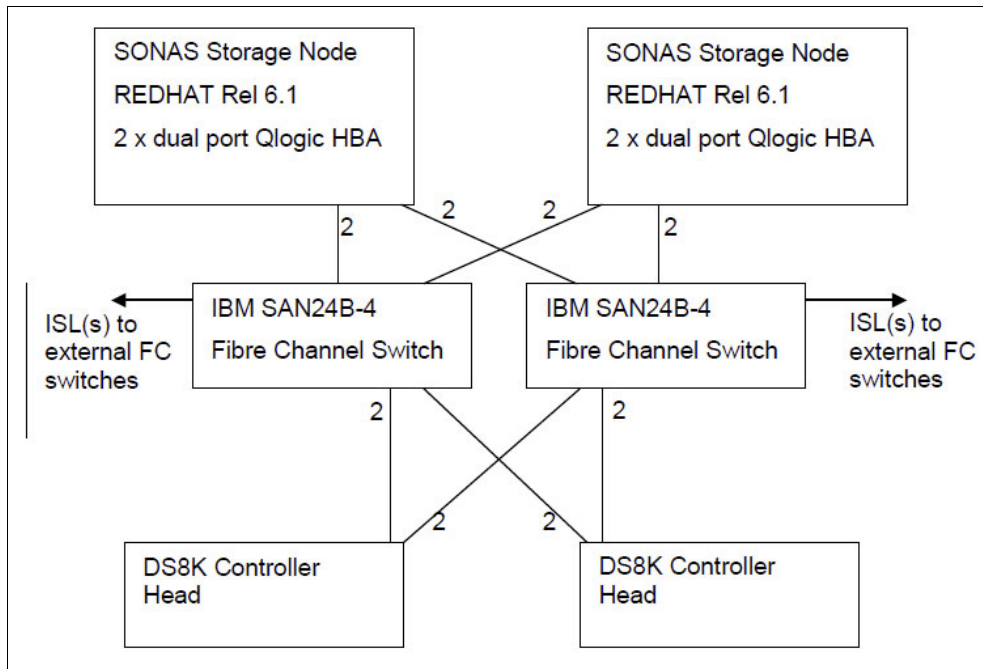 SONAS Storage Node
REDHAT Rel 6.1
2 x dual port Qlogic HBA
SONAS Storage Node
REDHAT Rel 6.1
2 x dual port Qlogic HBA
2
2
2
2
ISL(s) to
external FC
switches
IBM SAN24B-4
Fibre Channel Switch
IBM SAN24B-4
Fibre Channel Switch
ISL(s) to
external FC
switches
2
2
2
2
DS8K Controller
Head
DS8K Controller
Head